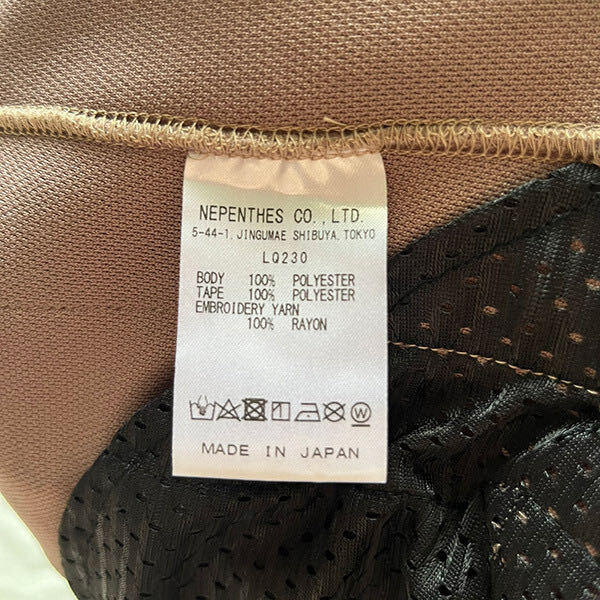 NEPENTHES CO.,LTD.
5-44-1, JINGUMAE SHIBUYA, TOKYO
LQ230
BODY 100% POLYESTER
TAPE 100% POLYESTER
EMBROIDERY YARN
100% RAYON
W
MADE IN JAPAN